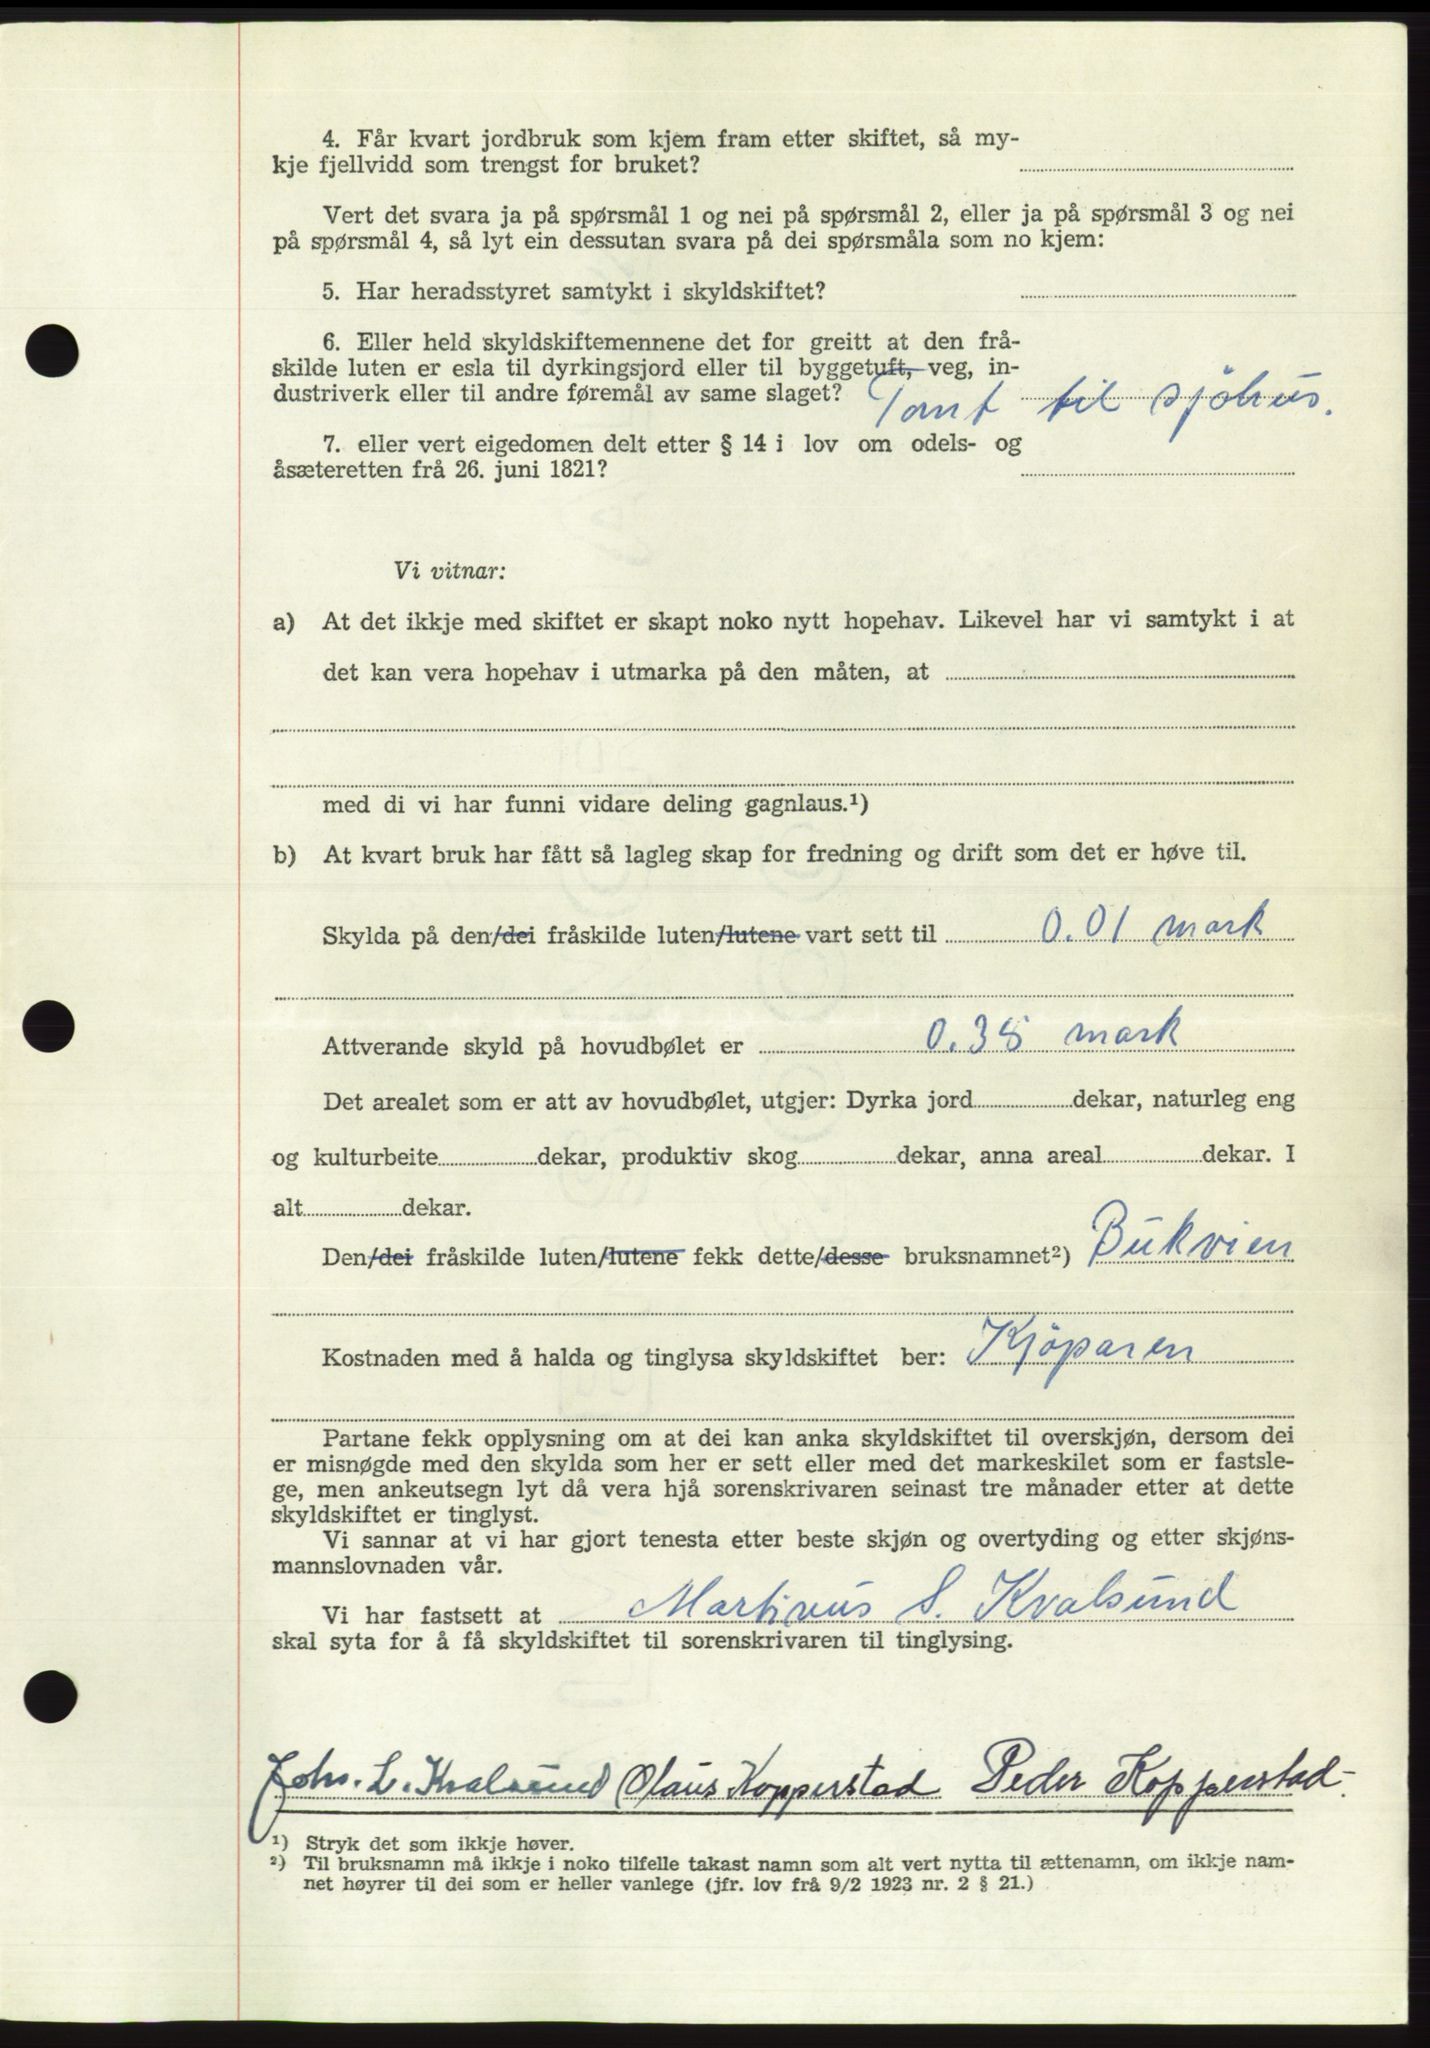 4. Får kvart jordbruk som kjem fram etter skiftet, så my-
kje fjellvidd som trengst for bruket?
Vert det svara ja på spørsmål 1 og nei på spørsmål 2, eller ja på spørsmål 3 og nei
på spørsmål 4, så lyt ein dessutan svara på dei spørsmåla som no kjem:
5. Har heradsstyret samtykt i skyldskiftet?
6. Eller held skyldskiftemennene det for greitt at den frå-
skilde luten er esla til dyrkingsjord eller til byggetuft, veg, in-
dustriverk eller til andre føremål av same slaget? Tomt til sjöhus.
7. eller vert eigedomen delt etter § 14 i lov om odels- og
åsæteretten frå 26. juni 1821?
Vi vitnar:
a) At det ikkje med skiftet er skapt noko nytt hopehav. Likevel har vi samtykt i at
det kan vera hopehav i utmarka på den måten, at
med di vi har funni vidare deling gagnlaus.¹)
b) At kvart bruk har fått så lagleg skap for fredning og drift som det er høve til.
Skylda på den/dei fråskilde luten/lutene vart sett til 0.01 mark
Attverande skyld på hovudbølet er 0.38 mark
Det arealet som er att av hovudbølet, utgjer: Dyrka jord dekar, naturleg eng
og kulturbeite dekar, produktiv skog dekar, anna areal dekar. I
alt dekar.
Den/dei fråskilde luten/lutene fekk dette/desse bruksnamnet²) Bukvien
Kostnaden med å halda og tinglysa skyldskiftet ber: Kjöparen
Partane fekk opplysning om at dei kan anka skyldskiftet til overskjøn, dersom dei
er misnøgde med den skylda som her er sett eller med det markeskilet som er fastsle-
ge, men ankeutsegn lyt då vera hjå sorenskrivaren seinast tre månader etter at dette
skyldskiftet er tinglyst.
Vi sannar at vi har gjort tenesta etter beste skjøn og overtyding og etter skjøns-
mannslovnaden vår.
Vi har fastsett at Martinus S. Kvalsund
skal syta for å få skyldskiftet til sorenskrivaren til tinglysing.
Johs. L. Kvalsund Olaus Kopperstad Peder Kopperstad
¹) Stryk det som ikkje høver.
²) Til bruksnamn må ikkje i noko tilfelle takast namn som alt vert nytta til ættenamn, om ikkje nam-
net høyrer til dei som er heller vanlege (jfr. lov frå 9/2 1923 nr. 2 § 21.)